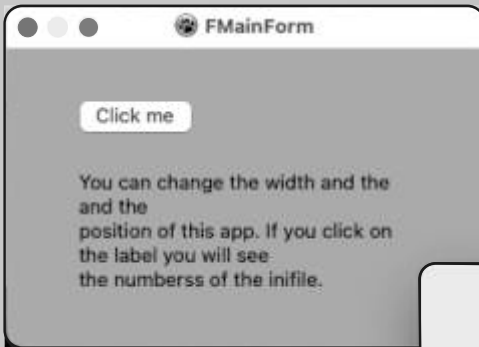 FMainForm
Click me
You can change the width and the
and the
position of this app. If you click on
the label you will see
the numberss of the inifile.